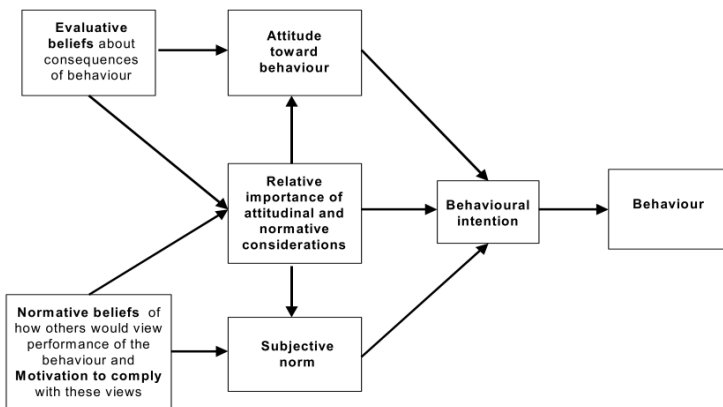 Evaluative
beliefs about
consequences
of behaviour
Attitude
toward
behaviour
Relative
importance of
attitudinal and
normative
considerations
Behavioural
intention
Behaviour
Normative beliefs of
how others would view
performance of the
behaviour and
Motivation to comply
with these views
Subjective
norm